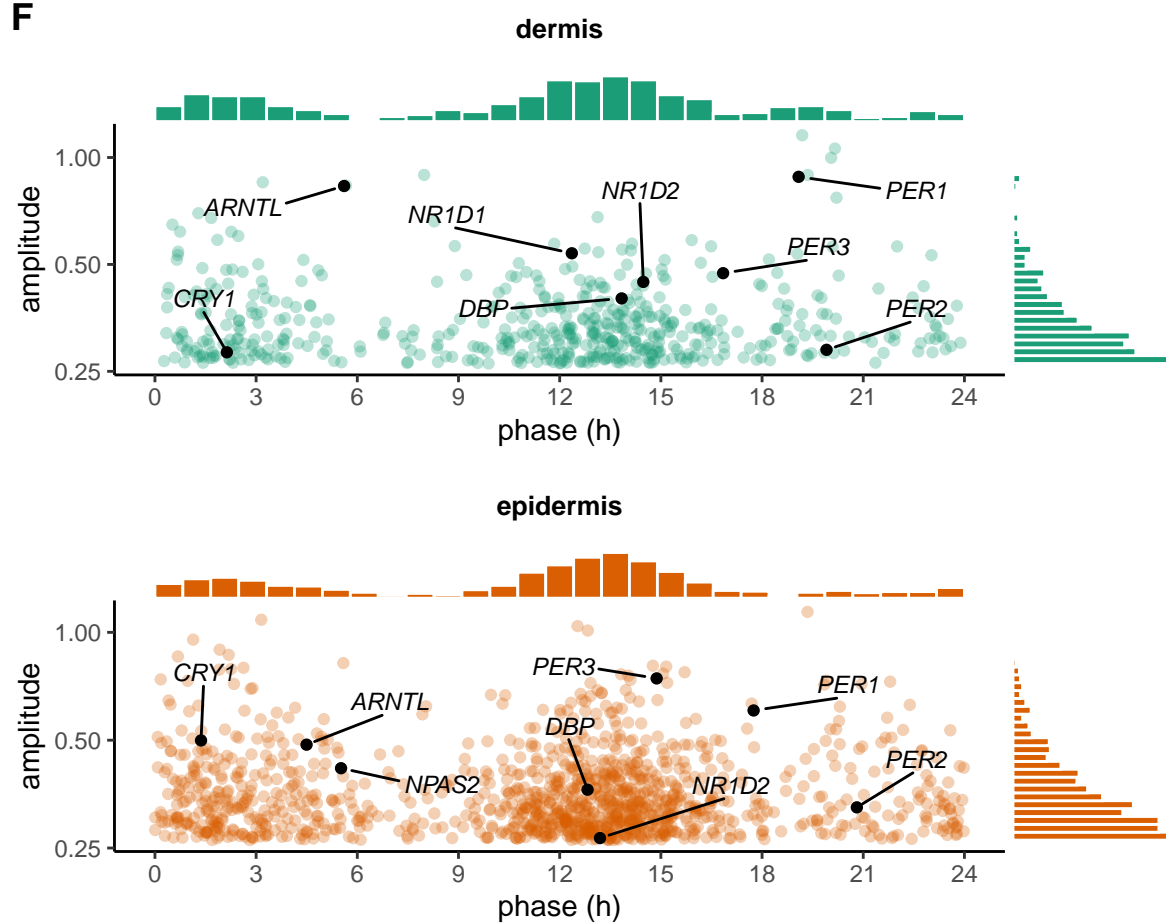 F
dermis
amplitude
1.00
0.50
0.25
ARNTL
NR1D1
NR1D2
PER1
PER3
CRY1
DBP
PER2
0 3 6 9 12 15 18 21 24
phase (h)
epidermis
amplitude
1.00
0.50
0.25
CRY1
PER3
ARNTL
PER1
DBP
NPAS2
NR1D2
PER2
0 3 6 9 12 15 18 21 24
phase (h)